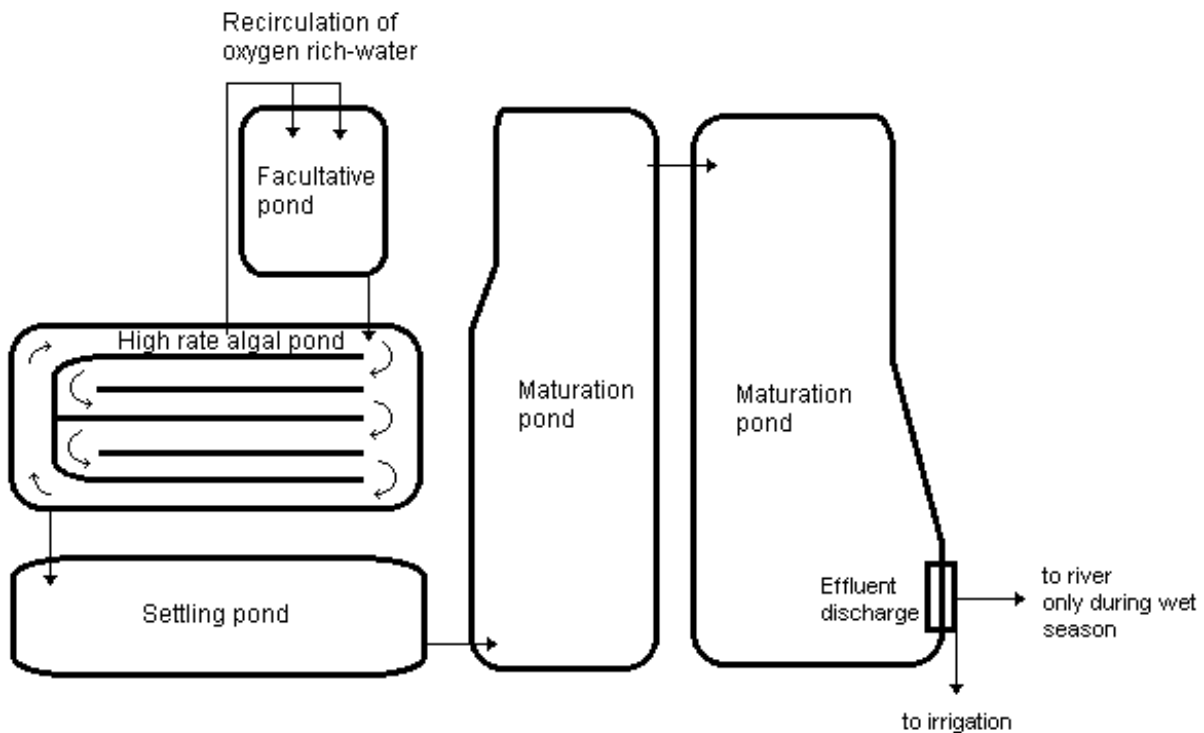 Recirculation of
oxygen rich-water
Facultative
pond
High rate algal pond
Settling pond
Maturation
pond
Maturation
pond
Effluent
discharge
to river
only during wet
season
to irrigation